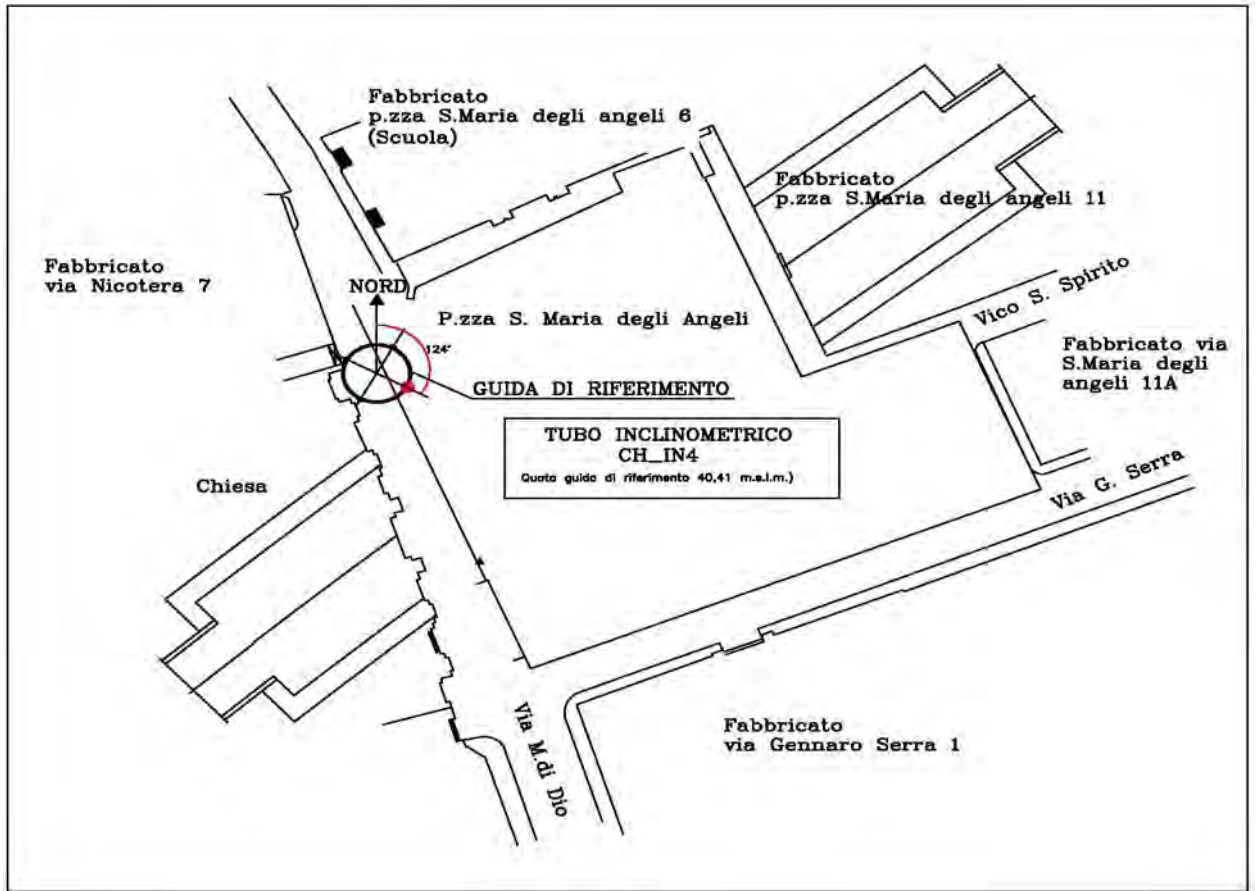 Fabbricato
p.zza S.Maria degli angeli 6
(Scuola)
Fabbricato
p.zza S.Maria degli angeli 11
Fabbricato
via Nicotera 7
NORD
P.zza S. Maria degli Angeli
124°
Vico S. Spirito
Fabbricato via
S.Maria degli
angeli 11A
GUIDA DI RIFERIMENTO
TUBO INCLINOMETRICO
CH_IN4
Quota guida di riferimento 40,41 m.s.l.m.)
Chiesa
Via G. Serra
Via M.di Dio
Fabbricato
via Gennaro Serra 1